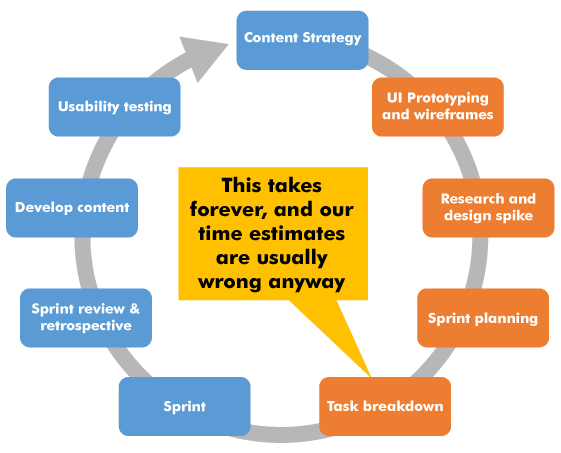 Content Strategy
UI Prototyping
and wireframes
Research and
design spike
Sprint planning
Task breakdown
Sprint
Sprint review &
retrospective
Develop content
Usability testing
This takes
forever, and our
time estimates
are usually
wrong anyway